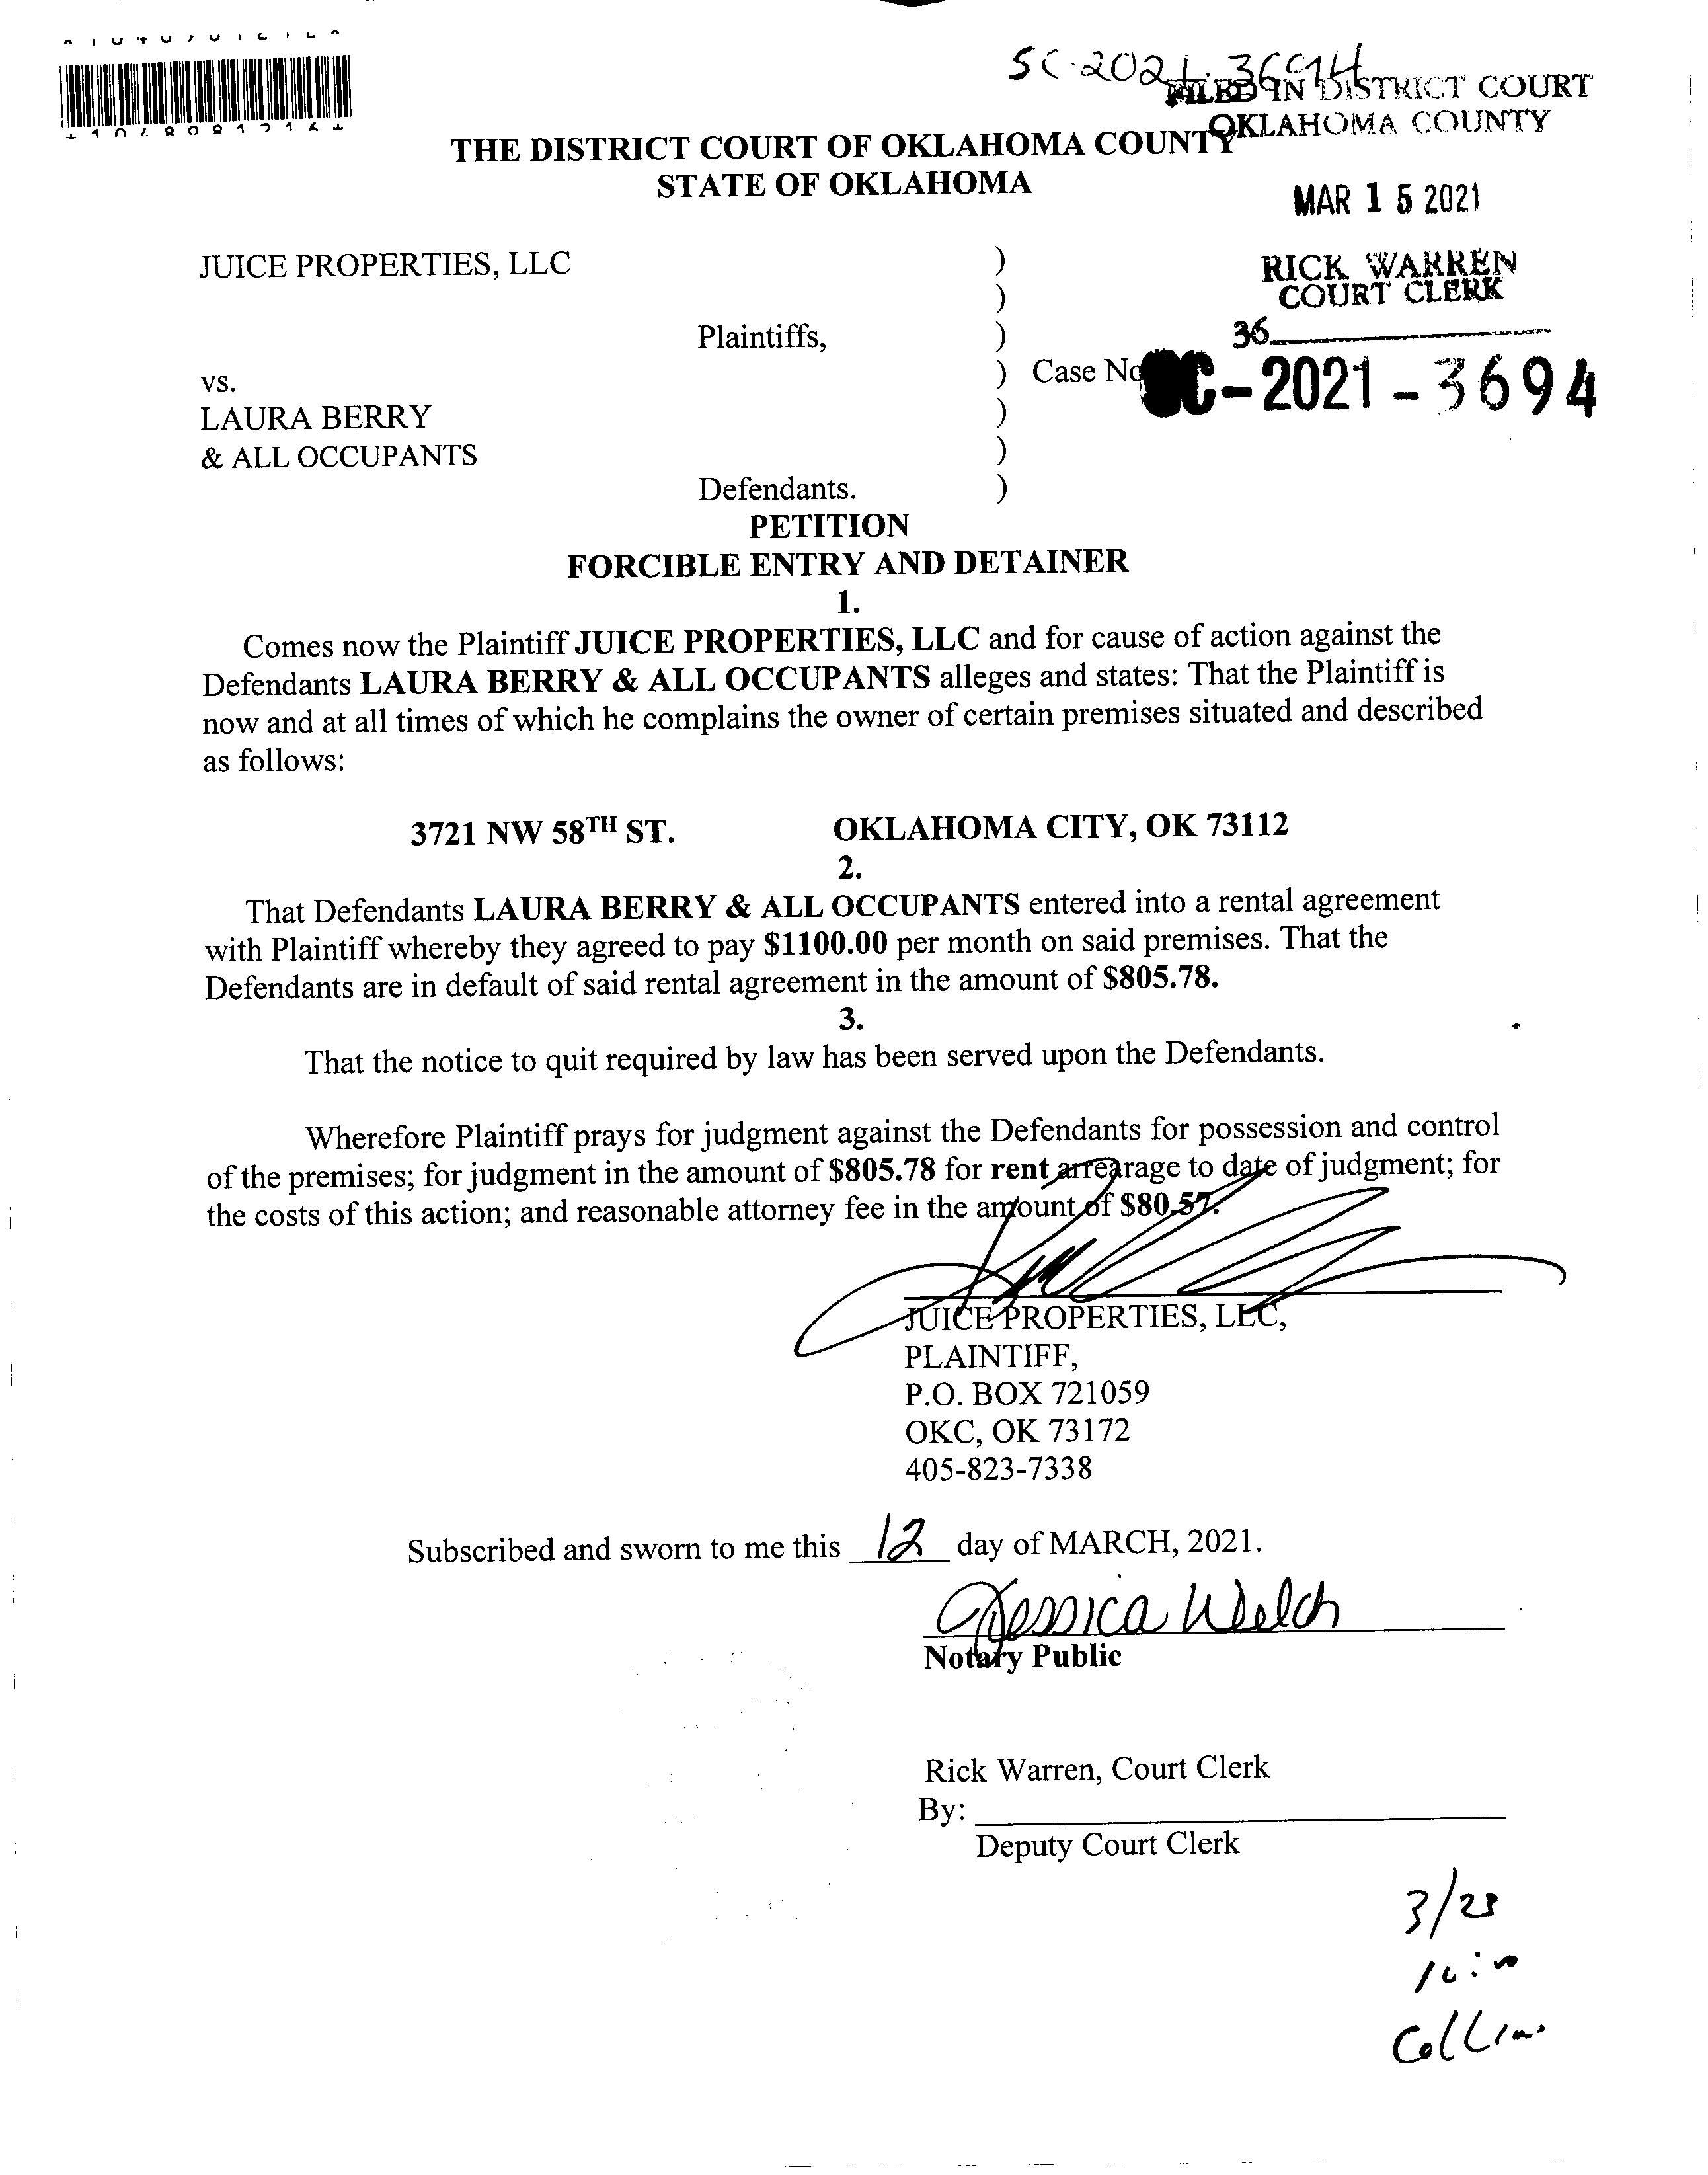 SC-2021-3694
FILED IN DISTRICT COURT
OKLAHOMA COUNTY
THE DISTRICT COURT OF OKLAHOMA COUNTY
STATE OF OKLAHOMA
MAR 15 2021
JUICE PROPERTIES, LLC )
RICK WARREN
COURT CLERK
)
Plaintiffs, )
36
vs. ) Case No SC-2021-3694
LAURA BERRY )
& ALL OCCUPANTS )
Defendants. )
PETITION
FORCIBLE ENTRY AND DETAINER
1.
Comes now the Plaintiff JUICE PROPERTIES, LLC and for cause of action against the
Defendants LAURA BERRY & ALL OCCUPANTS alleges and states: That the Plaintiff is
now and at all times of which he complains the owner of certain premises situated and described
as follows:
3721 NW 58TH ST. OKLAHOMA CITY, OK 73112
2.
That Defendants LAURA BERRY & ALL OCCUPANTS entered into a rental agreement
with Plaintiff whereby they agreed to pay $1100.00 per month on said premises. That the
Defendants are in default of said rental agreement in the amount of $805.78.
3.
That the notice to quit required by law has been served upon the Defendants.
Wherefore Plaintiff prays for judgment against the Defendants for possession and control
of the premises; for judgment in the amount of $805.78 for rent arrearage to date of judgment; for
the costs of this action; and reasonable attorney fee in the amount of $80.57.
JUICE PROPERTIES, LLC,
PLAINTIFF,
P.O. BOX 721059
OKC, OK 73172
405-823-7338
Subscribed and sworn to me this 12 day of MARCH, 2021.
Jessica Welch
Notary Public
Rick Warren, Court Clerk
By:
Deputy Court Clerk
3/23
Collins